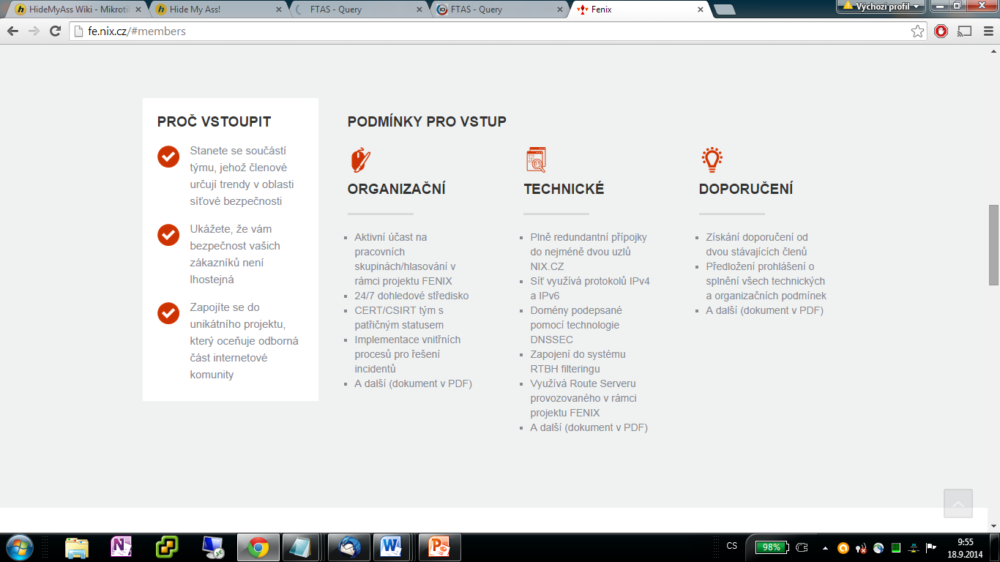 HideMyAss Wiki - Mikroti
Hide My Ass!
FTAS - Query
FTAS - Query
Fenix
Výchozí profil
fe.nix.cz/#members
PROČ VSTOUPIT
Stanete se součástí
týmu, jehož členové
určují trendy v oblasti
síťové bezpečnosti
Ukážete, že vám
bezpečnost vašich
zákazníků není
lhostejná
Zapojíte se do
unikátního projektu,
který oceňuje odborná
část internetové
komunity
PODMÍNKY PRO VSTUP
ORGANIZAČNÍ
Aktivní účast na
pracovních
skupinách/hlasování v
rámci projektu FENIX
24/7 dohledové středisko
CERT/CSIRT tým s
patřičným statusem
Implementace vnitřních
procesů pro řešení
incidentů
A další (dokument v PDF)
TECHNICKÉ
Plně redundantní přípojky
do nejméně dvou uzlů
NIX.CZ
Síť využívá protokolů IPv4
a IPv6
Domény podepsané
pomocí technologie
DNSSEC
Zapojení do systému
RTBH filteringu
Využívá Route Serveru
provozovaného v rámci
projektu FENIX
A další (dokument v PDF)
DOPORUČENÍ
Získání doporučení od
dvou stávajících členů
Předložení prohlášení o
splnění všech technických
a organizačních podmínek
A další (dokument v PDF)
CS
98%
9:55
18.9.2014